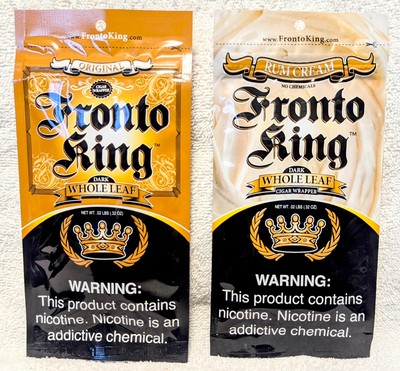 www.FrontoKing.com
ORIGINAL
CIGAR
WRAPPER
Fronto
King™
DARK
WHOLE LEAF
NET WT. .02 LBS (.32 OZ)
WARNING:
This product contains
nicotine. Nicotine is an
addictive chemical.
www.FrontoKing.com
RUM CREAM
NO CHEMICALS
Fronto
King™
DARK
WHOLE LEAF
CIGAR WRAPPER
NET WT. .02 LBS (.32 OZ)
WARNING:
This product contains
nicotine. Nicotine is an
addictive chemical.